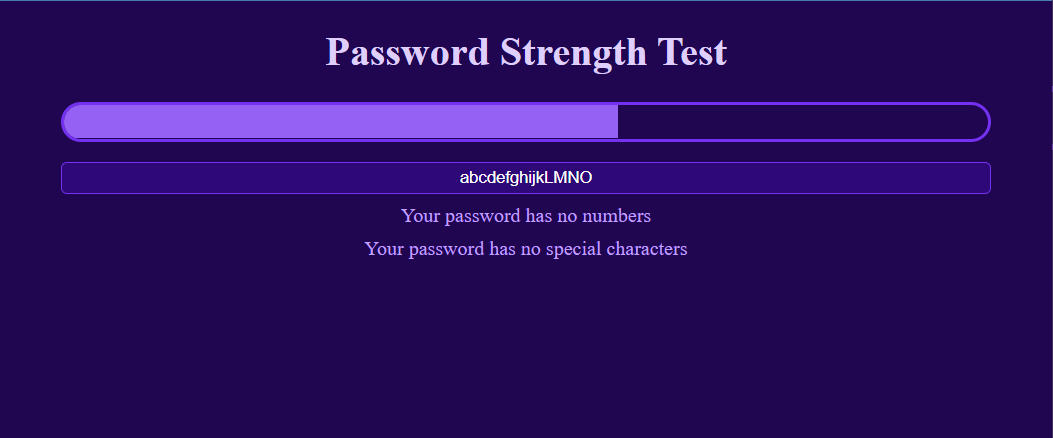 Password Strength Test
abcdefghijkLMNO
Your password has no numbers
Your password has no special characters